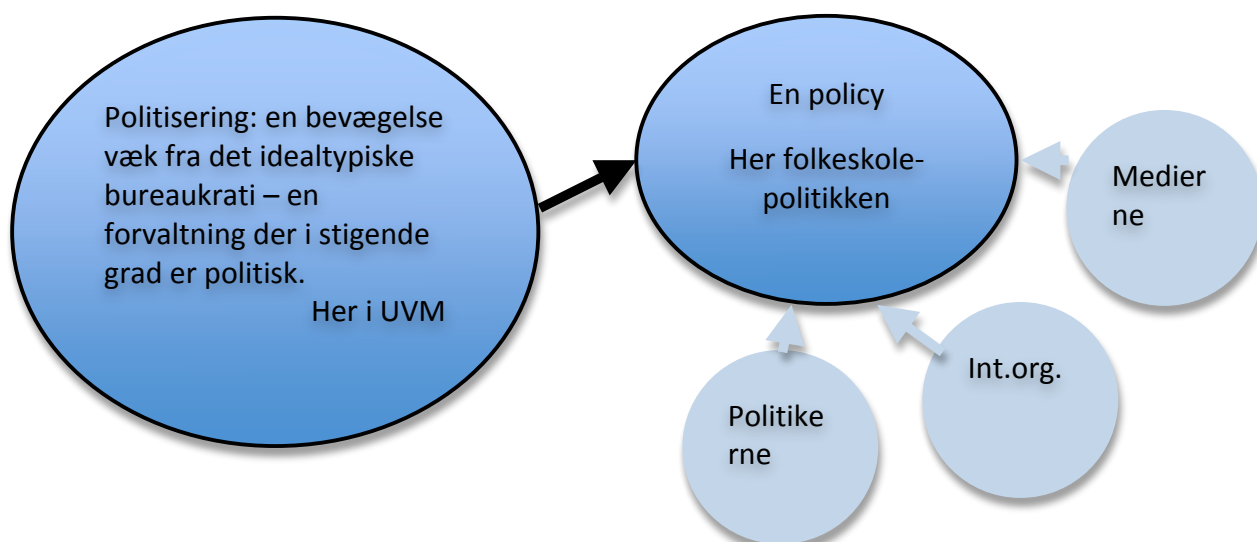 Politisering: en bevægelse
væk fra det idealtypiske
bureaukrati – en
forvaltning der i stigende
grad er politisk.
Her i UVM
En policy
Her folkeskole-
politikken
Medier
ne
Int.org.
Politike
rne